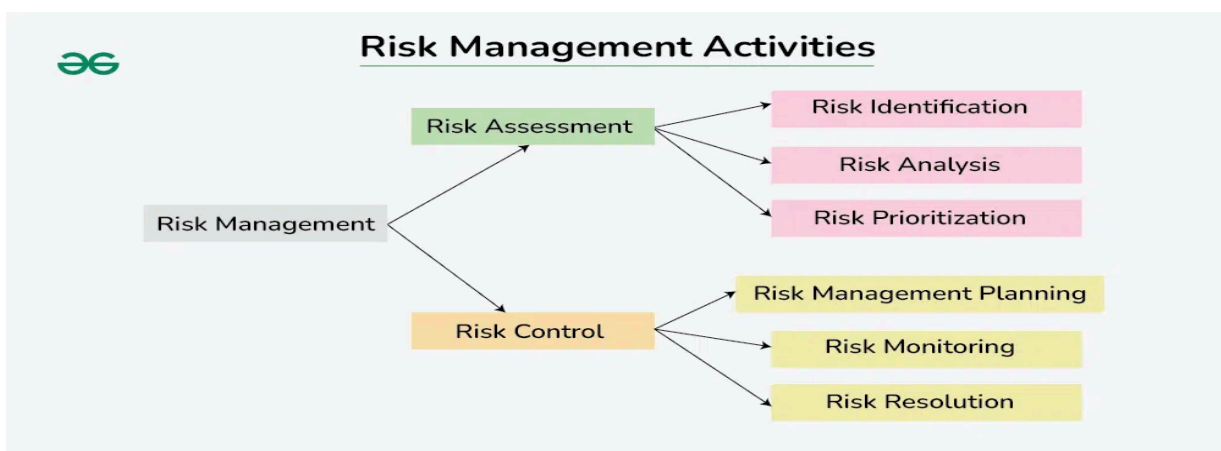 Risk Management Activities
Risk Assessment
Risk Identification
Risk Analysis
Risk Prioritization
Risk Management
Risk Control
Risk Management Planning
Risk Monitoring
Risk Resolution